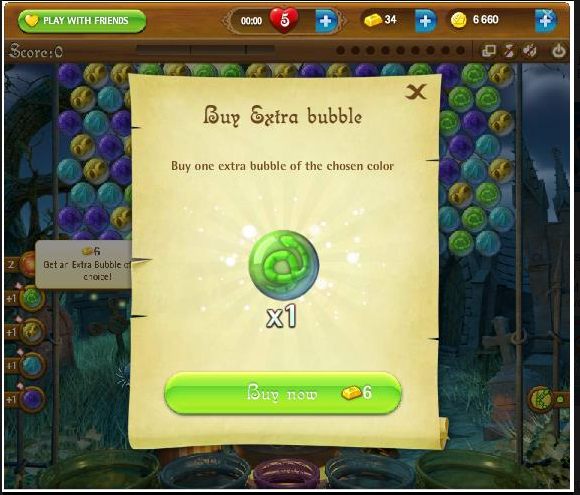 PLAY WITH FRIENDS
00:00
5
34
6 660
Score:0
Buy Extra bubble
Buy one extra bubble of the chosen color
6
Get an Extra Bubble of
choice!
2
+1
+1
+1
+1
x1
Buy now 6